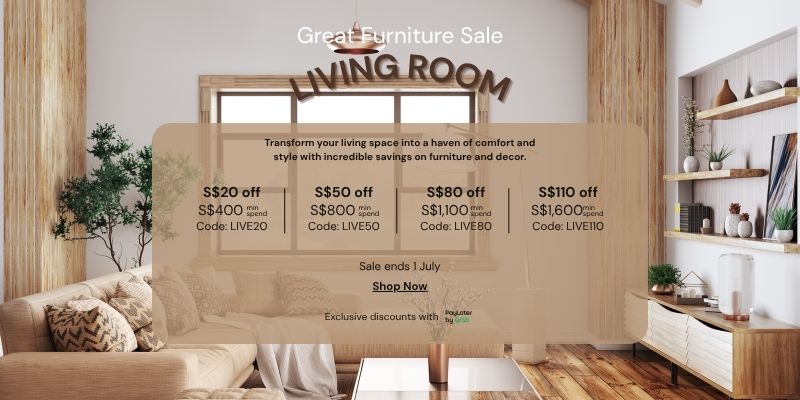 Great Furniture Sale
LIVING ROOM
Transform your living space into a haven of comfort and
style with incredible savings on furniture and decor.
S$20 off
S$400 min spend
Code: LIVE20
S$50 off
S$800 min spend
Code: LIVE50
S$80 off
S$1,100 min spend
Code: LIVE80
S$110 off
S$1,600 min spend
Code: LIVE110
Sale ends 1 July
Shop Now
Exclusive discounts with PayLater by Grab